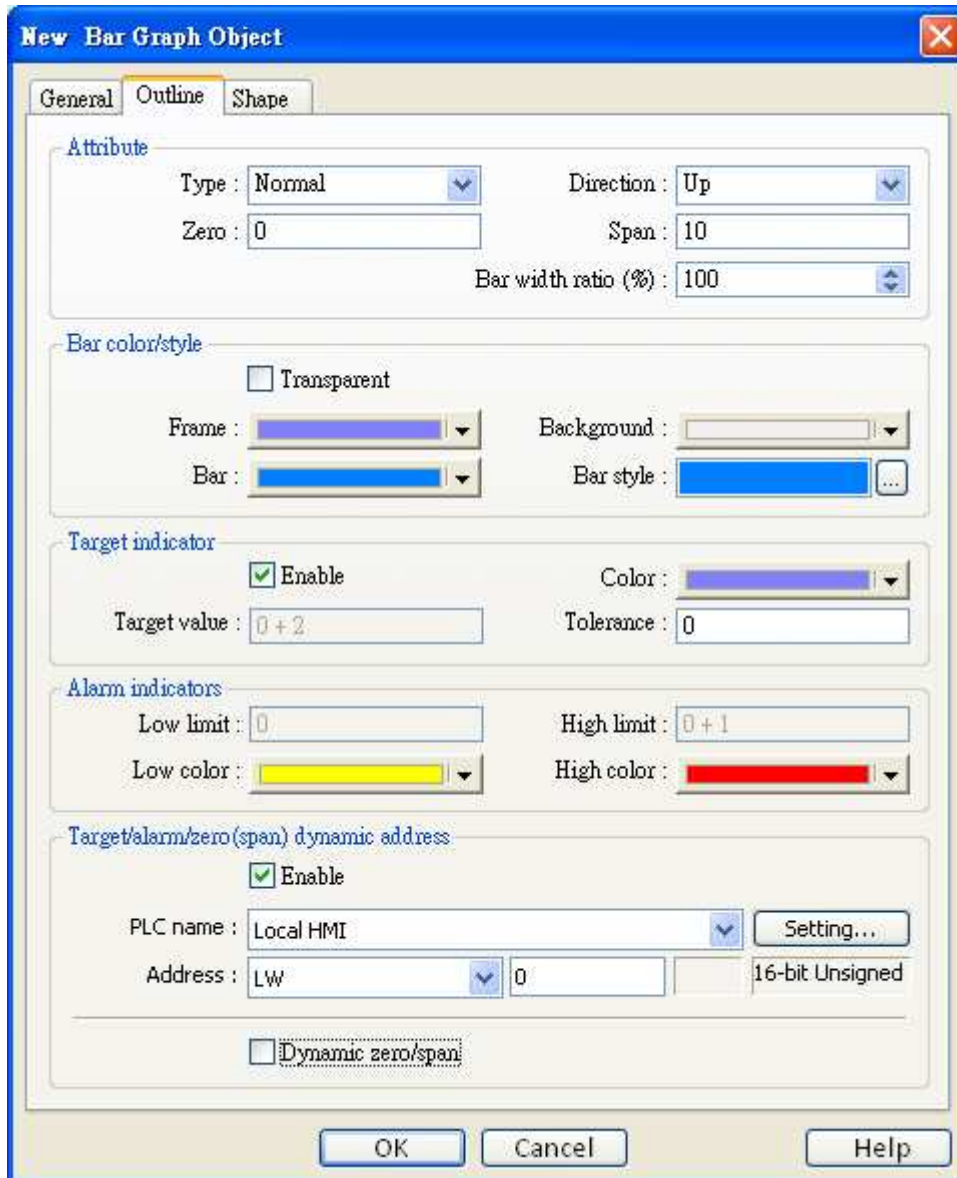 New Bar Graph Object
General Outline Shape
Attribute
Type : Normal Direction : Up
Zero : 0 Span : 10
Bar width ratio (%) : 100
Bar color/style
Transparent
Frame : Background :
Bar : Bar style : ...
Target indicator
Enable Color :
Target value : 0 + 2 Tolerance : 0
Alarm indicators
Low limit : 0 High limit : 0 + 1
Low color : High color :
Target/alarm/zero(span) dynamic address
Enable
PLC name : Local HMI Setting...
Address : LW 0 16-bit Unsigned
Dynamic zero/span
OK Cancel Help